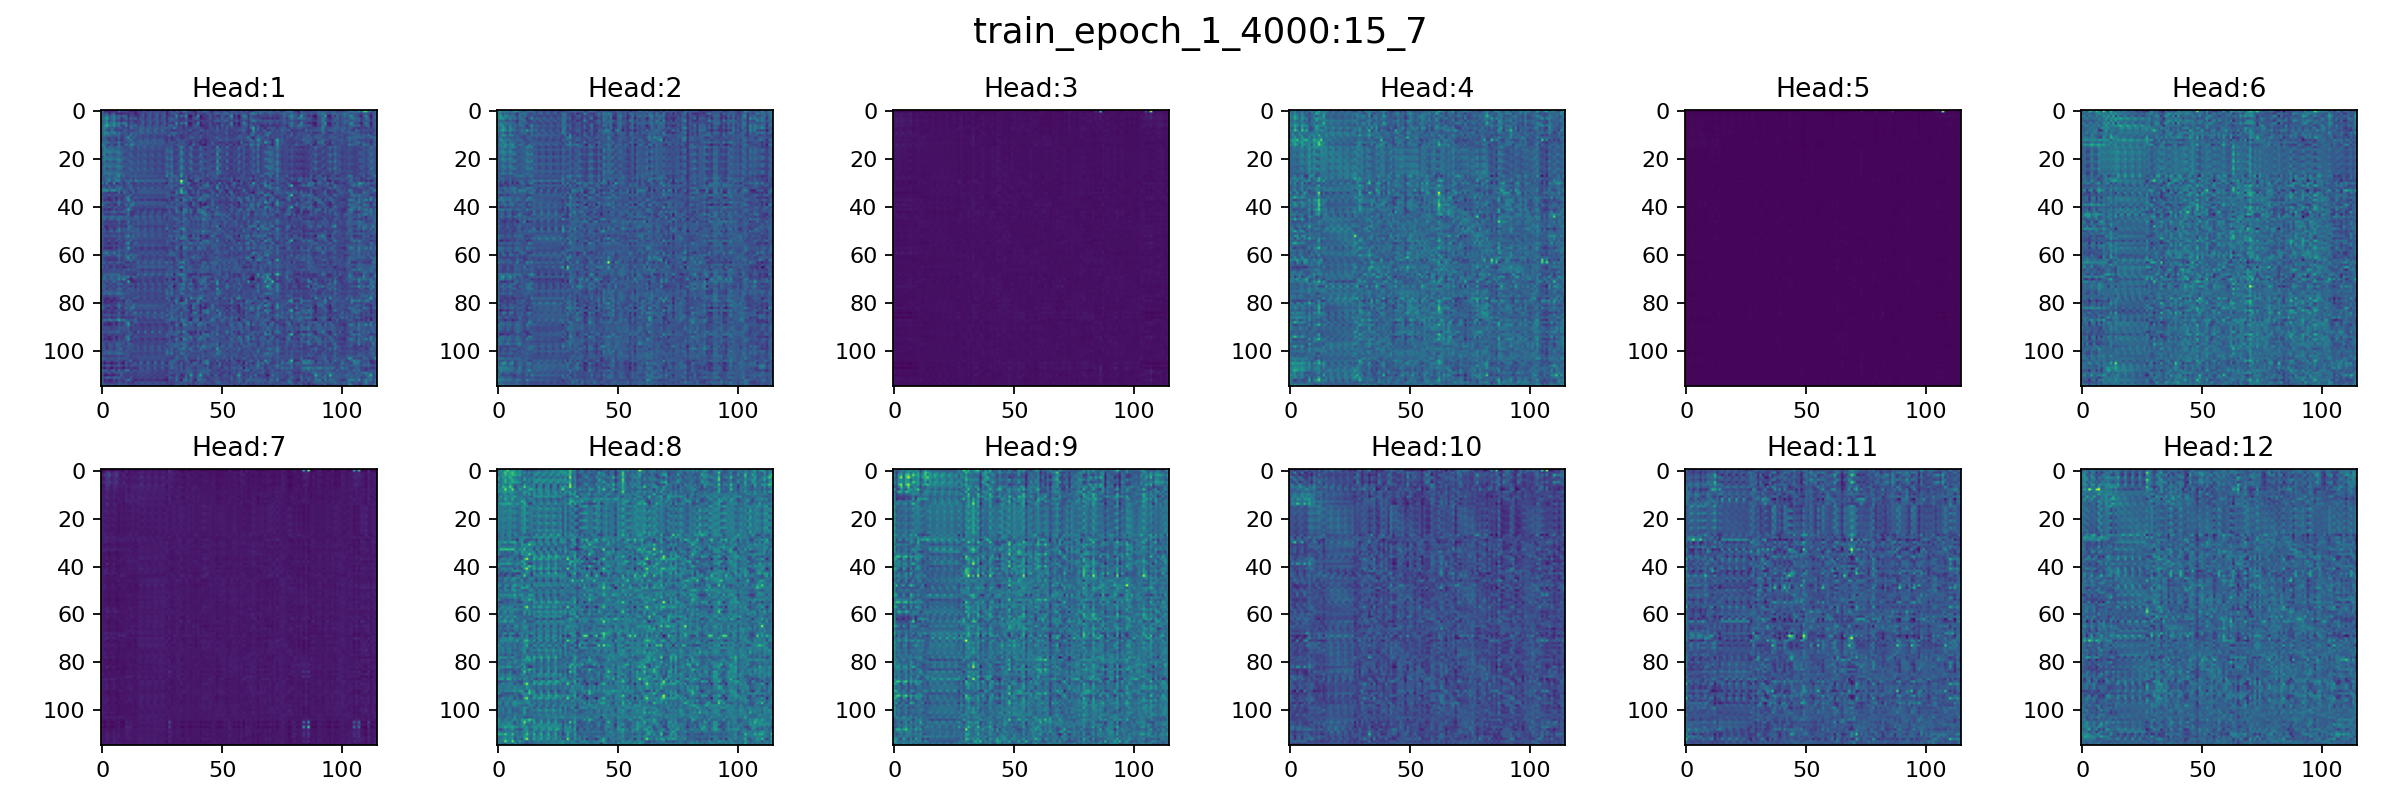 train_epoch_1_4000:15_7
Head:1 Head:2 Head:3 Head:4 Head:5 Head:6
0 0 0 0 0 0
20 20 20 20 20 20
40 40 40 40 40 40
60 60 60 60 60 60
80 80 80 80 80 80
100 100 100 100 100 100
0 50 100 0 50 100 0 50 100 0 50 100 0 50 100 0 50 100
Head:7 Head:8 Head:9 Head:10 Head:11 Head:12
0 0 0 0 0 0
20 20 20 20 20 20
40 40 40 40 40 40
60 60 60 60 60 60
80 80 80 80 80 80
100 100 100 100 100 100
0 50 100 0 50 100 0 50 100 0 50 100 0 50 100 0 50 100